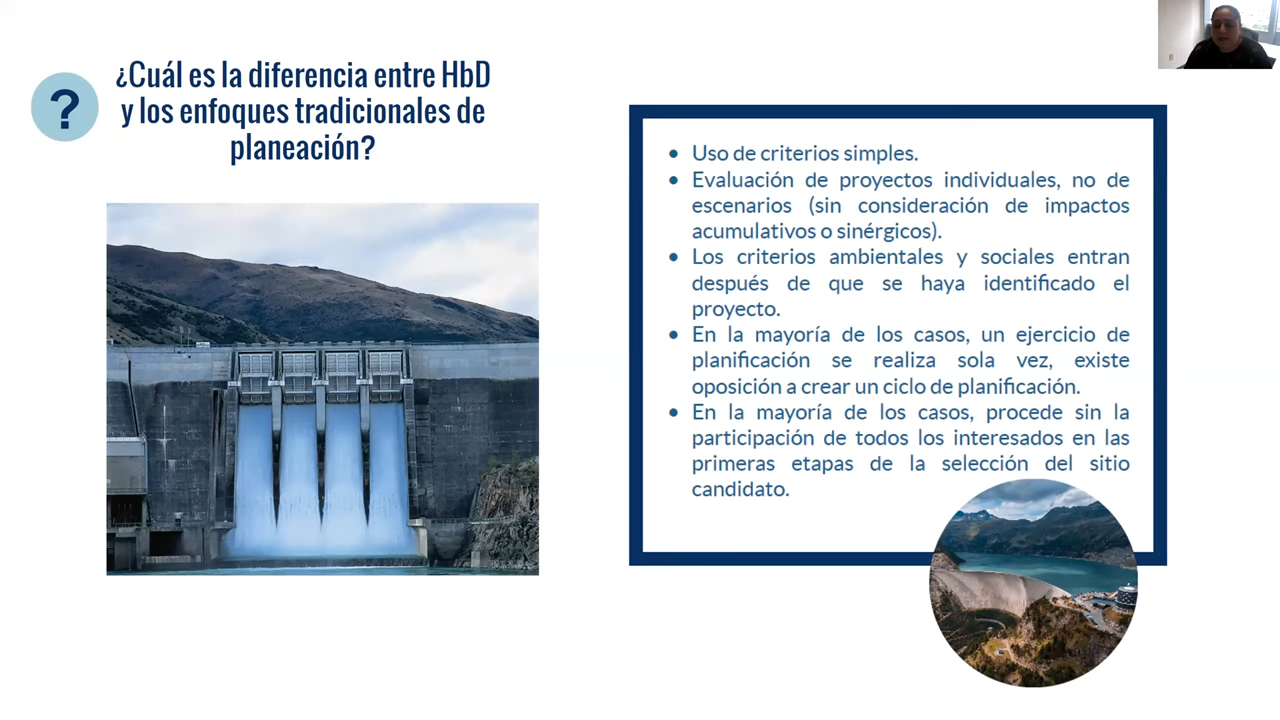 ?
¿Cuál es la diferencia entre HbD
y los enfoques tradicionales de
planeación?
• Uso de criterios simples.
• Evaluación de proyectos individuales, no de
escenarios (sin consideración de impactos
acumulativos o sinérgicos).
• Los criterios ambientales y sociales entran
después de que se haya identificado el
proyecto.
• En la mayoría de los casos, un ejercicio de
planificación se realiza sola vez, existe
oposición a crear un ciclo de planificación.
• En la mayoría de los casos, procede sin la
participación de todos los interesados en las
primeras etapas de la selección del sitio
candidato.